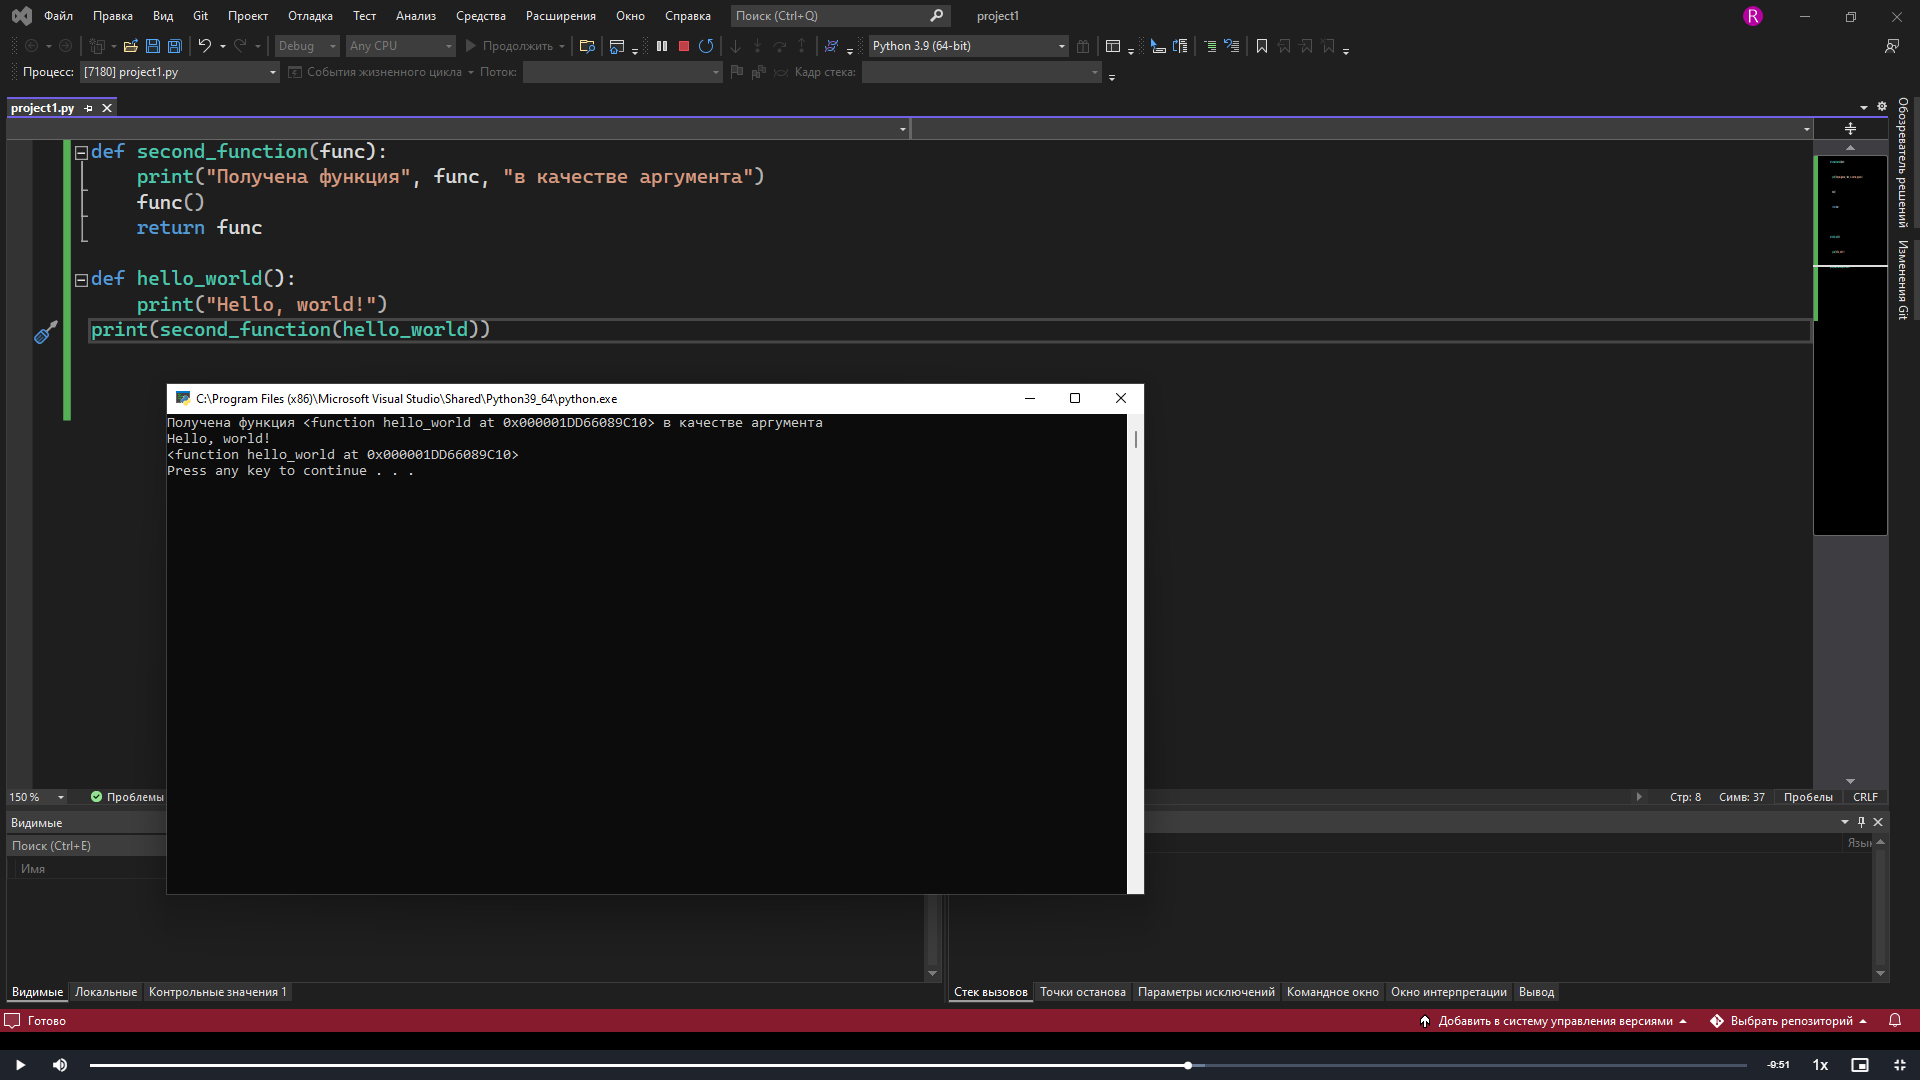 Файл Правка Вид Git Проект Отладка Тест Анализ Средства Расширения Окно Справка Поиск (Ctrl+Q) project1 R
Debug Any CPU Продолжить Python 3.9 (64-bit)
Процесс: [7180] project1.py События жизненного цикла Поток: Кадр стека:
project1.py
def second_function(func):
print("Получена функция", func, "в качестве аргумента")
func()
return func
def hello_world():
print("Hello, world!")
print(second_function(hello_world))
Обозреватель решений
Изменения Git
C:\Program Files (x86)\Microsoft Visual Studio\Shared\Python39_64\python.exe
Получена функция <function hello_world at 0x000001DD66089C10> в качестве аргумента
Hello, world!
<function hello_world at 0x000001DD66089C10>
Press any key to continue . . .
150 % Проблемы Стр: 8 Симв: 37 Пробелы CRLF
Видимые
Поиск (Ctrl+E) Язык
Имя
Видимые Локальные Контрольные значения 1 Стек вызовов Точки останова Параметры исключений Командное окно Окно интерпретации Вывод
Готово Добавить в систему управления версиями Выбрать репозиторий
-9:51 1x